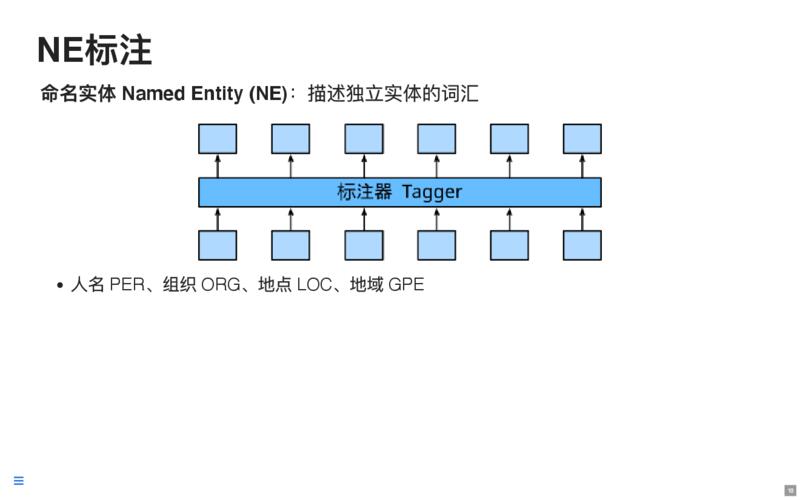 NE标注
命名实体 Named Entity (NE)：描述独立实体的词汇
标注器 Tagger
• 人名 PER、组织 ORG、地点 LOC、地域 GPE